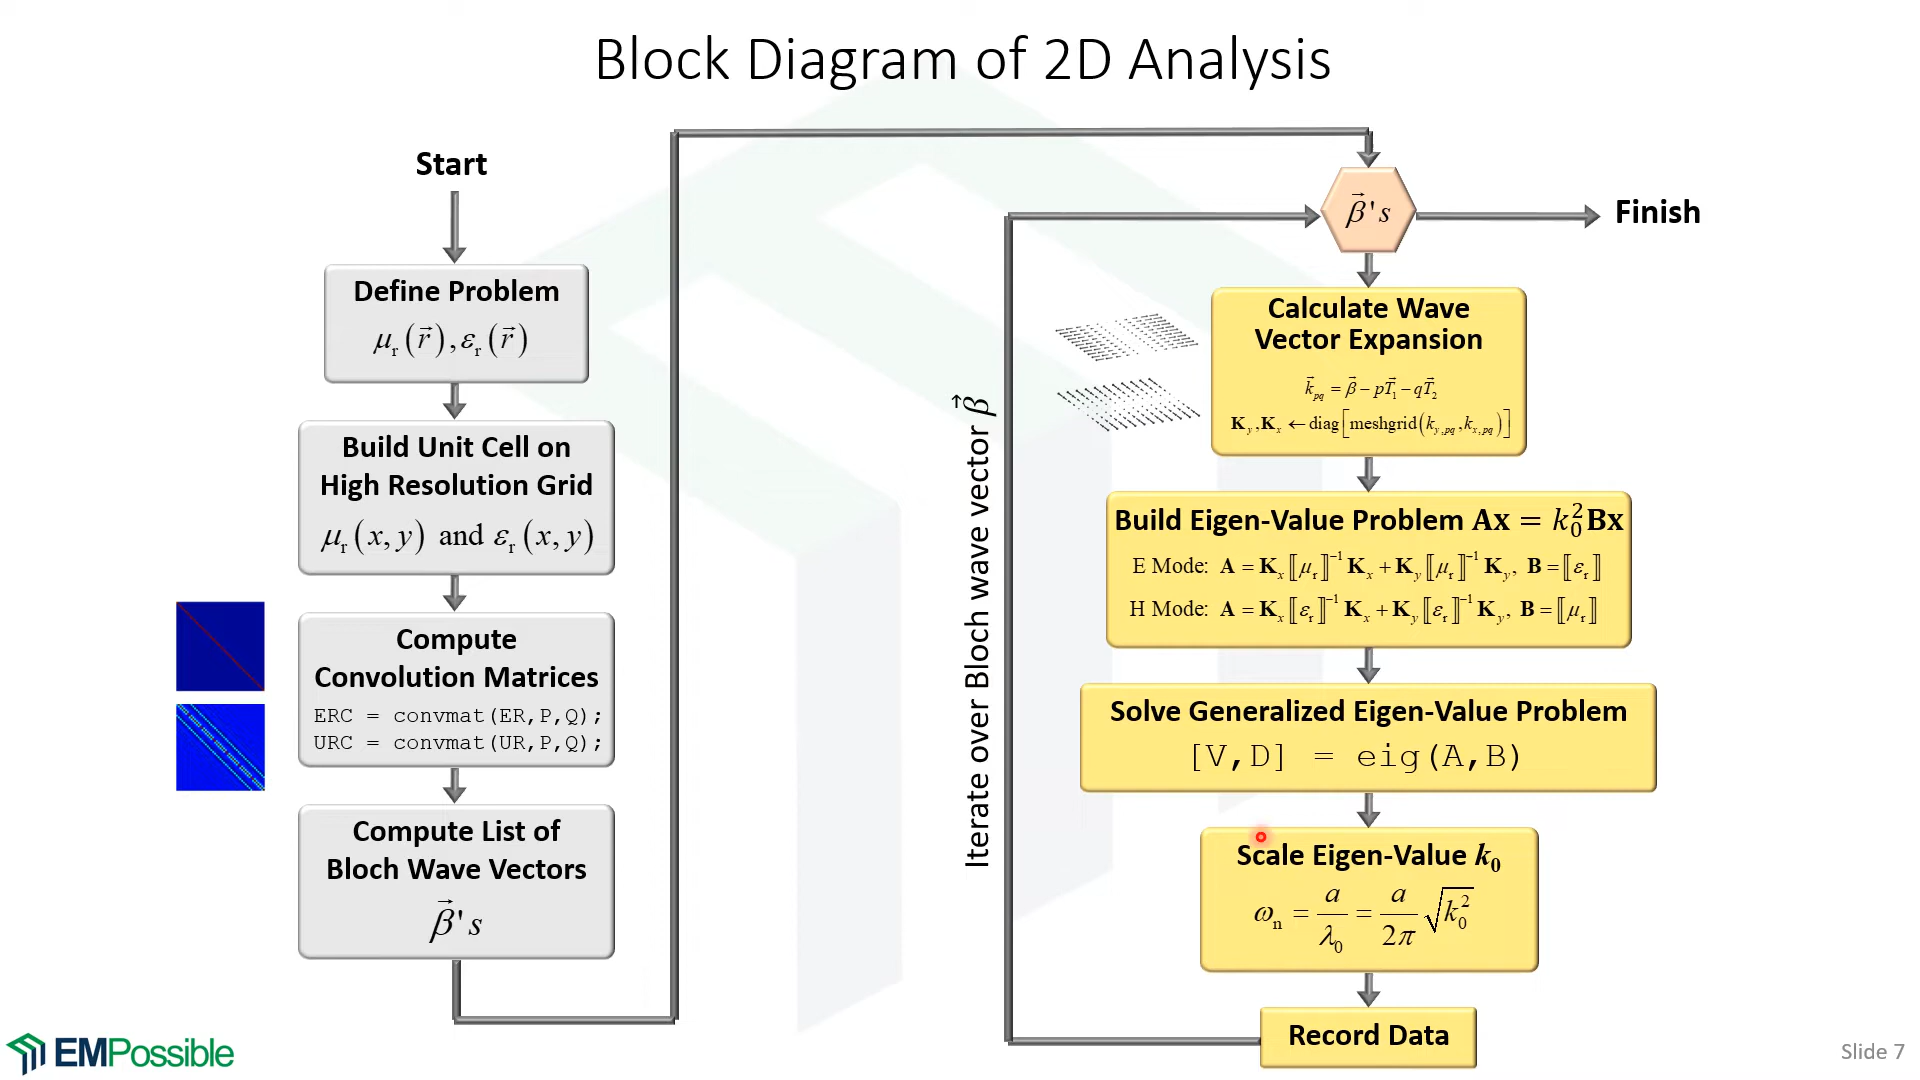 Block Diagram of 2D Analysis
Start
Define Problem
μr(r⃗), εr(r⃗)
Build Unit Cell on
High Resolution Grid
μr(x, y) and εr(x, y)
Compute
Convolution Matrices
ERC = convmat(ER,P,Q);
URC = convmat(UR,P,Q);
Compute List of
Bloch Wave Vectors
β⃗'s
Iterate over Bloch wave vector β⃗
β⃗'s
Finish
Calculate Wave
Vector Expansion
k⃗pq = β⃗ − pT⃗1 − qT⃗2
Ky, Kx ← diag[meshgrid(ky,pq, kx,pq)]
Build Eigen-Value Problem Ax = k₀²Bx
E Mode: A = Kx⟦μr⟧⁻¹Kx + Ky⟦μr⟧⁻¹Ky, B = ⟦εr⟧
H Mode: A = Kx⟦εr⟧⁻¹Kx + Ky⟦εr⟧⁻¹Ky, B = ⟦μr⟧
Solve Generalized Eigen-Value Problem
[V,D] = eig(A,B)
Scale Eigen-Value k₀
ωn = a/λ₀ = a/2π √k₀²
Record Data
EMPossible
Slide 7